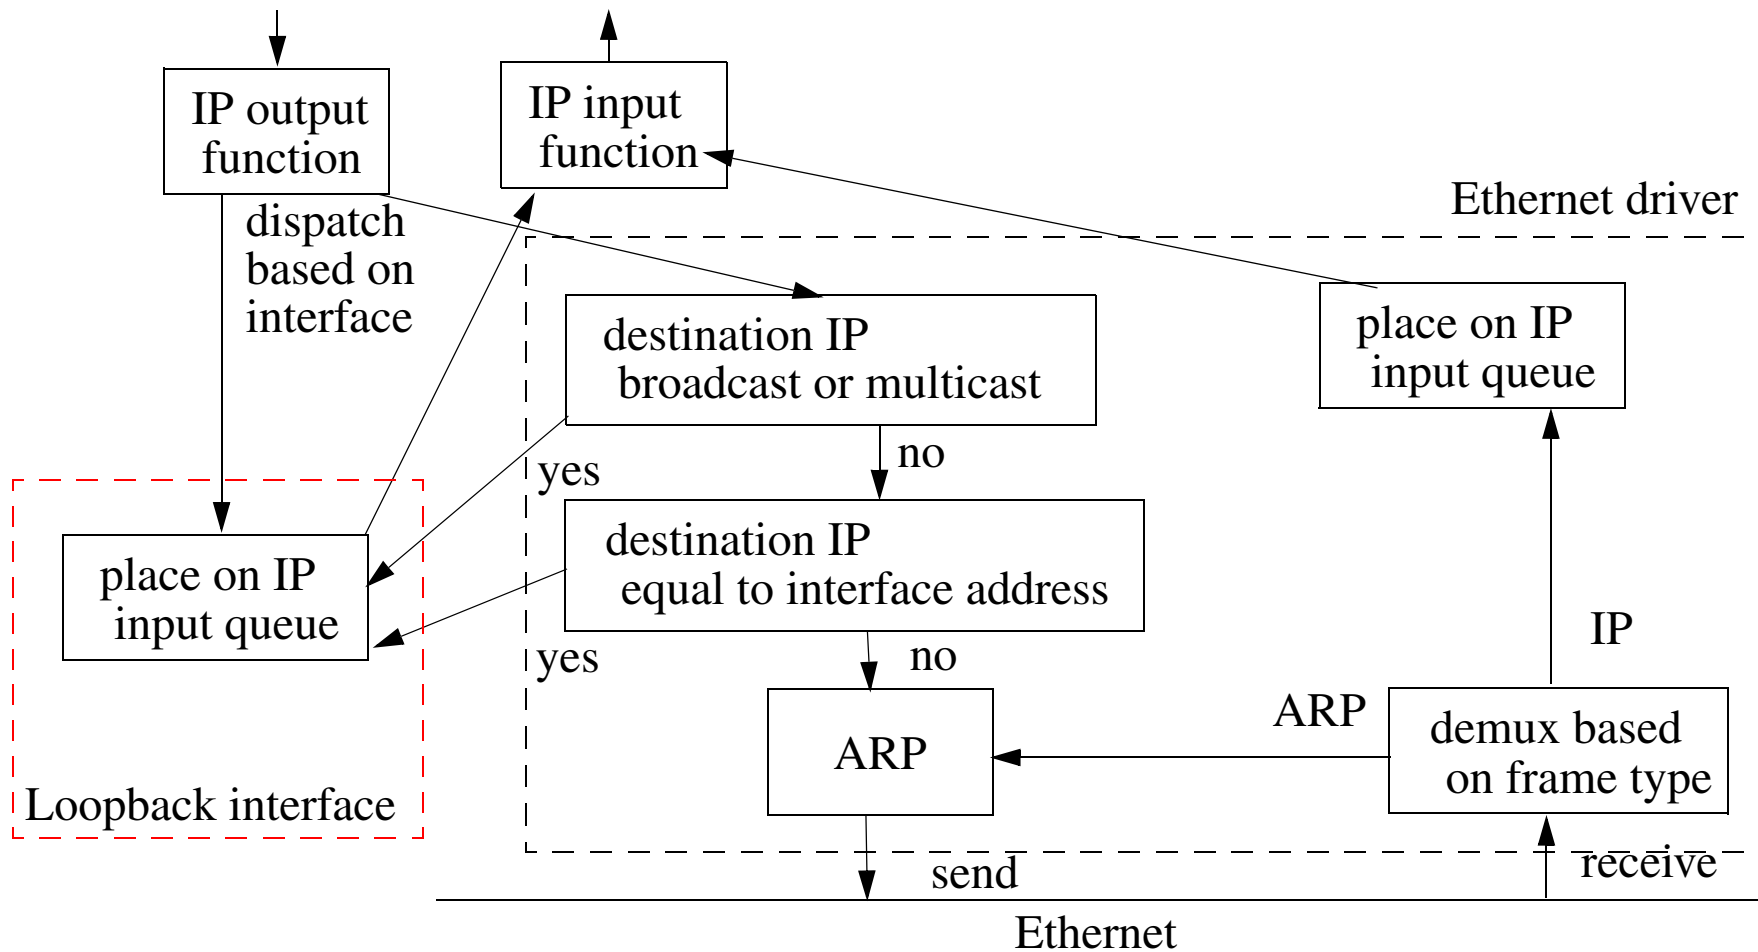 IP output
function
IP input
function
dispatch
based on
interface
Ethernet driver
destination IP
broadcast or multicast
place on IP
input queue
no
yes
destination IP
equal to interface address
place on IP
input queue
yes
no
IP
ARP
ARP
demux based
on frame type
Loopback interface
send
receive
Ethernet